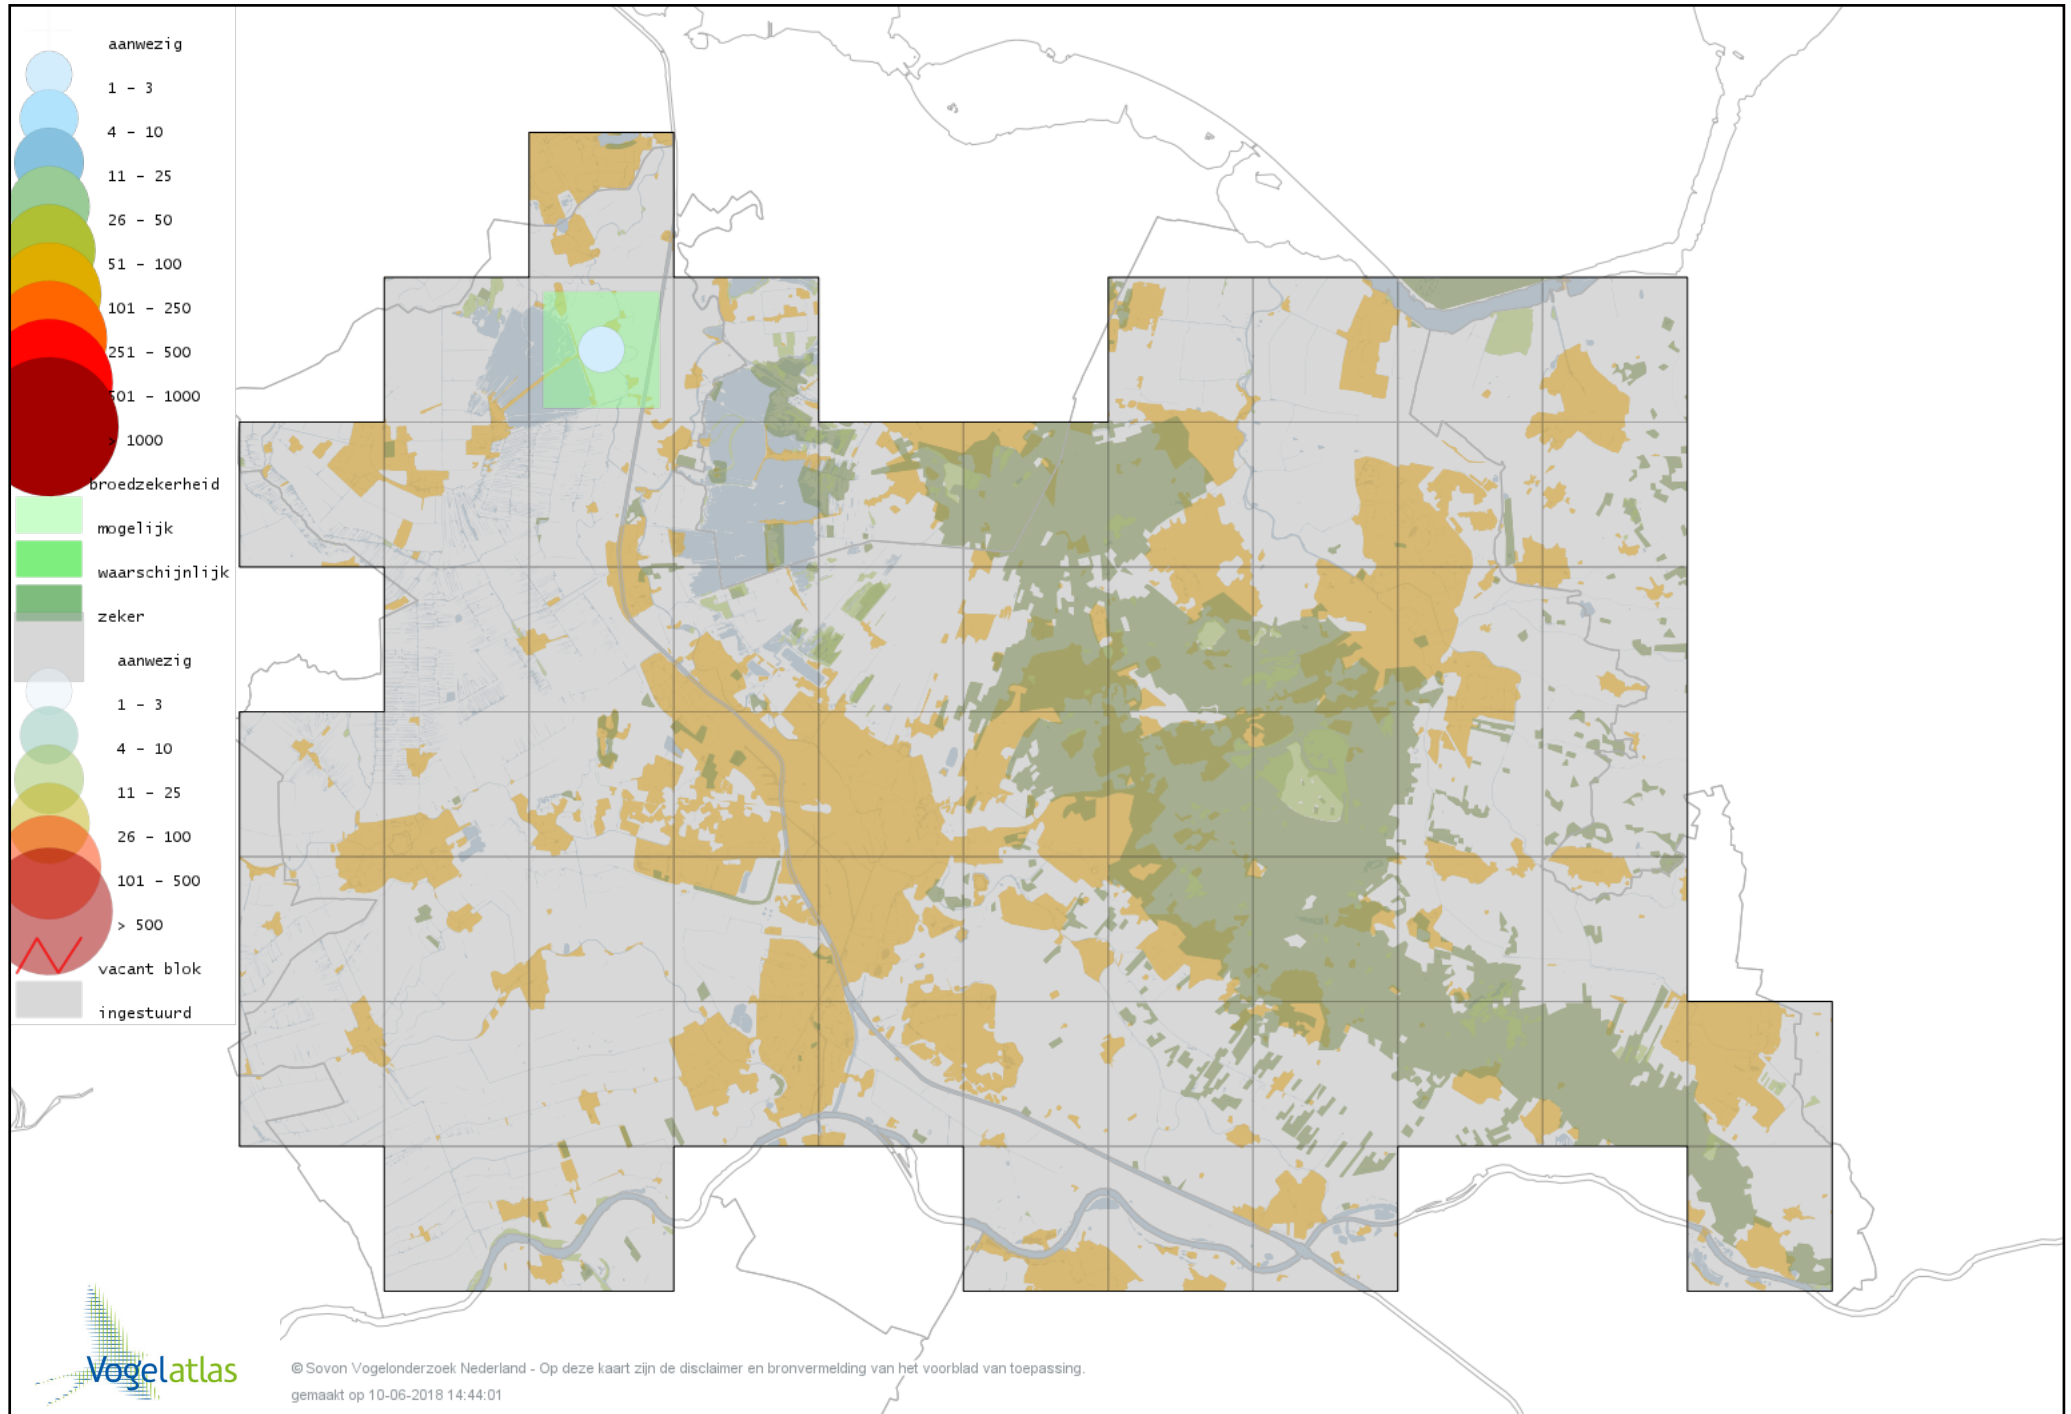 aanwezig
1 – 3
4 – 10
11 – 25
26 – 50
51 – 100
101 – 250
251 – 500
501 – 1000
> 1000
broedzekerheid
mogelijk
waarschijnlijk
zeker
aanwezig
1 – 3
4 – 10
11 – 25
26 – 100
101 – 500
> 500
vacant blok
ingestuurd
Vogelatlas
© Sovon Vogelonderzoek Nederland - Op deze kaart zijn de disclaimer en bronvermelding van het voorblad van toepassing.
gemaakt op 10-06-2018 14:44:01